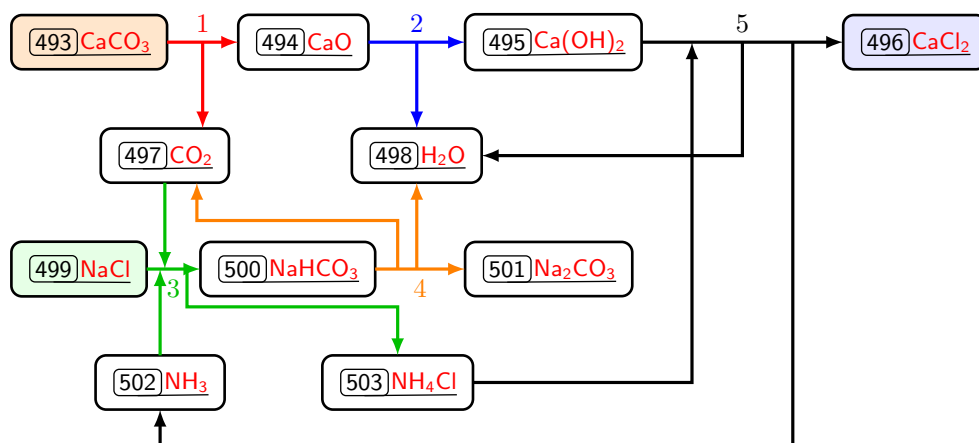 1 2 5
493 CaCO₃ 494 CaO 495 Ca(OH)₂ 496 CaCl₂
497 CO₂ 498 H₂O
499 NaCl 500 NaHCO₃ 501 Na₂CO₃
3 4
502 NH₃ 503 NH₄Cl